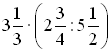 3 1/3 · (2 3/4 : 5 1/2)